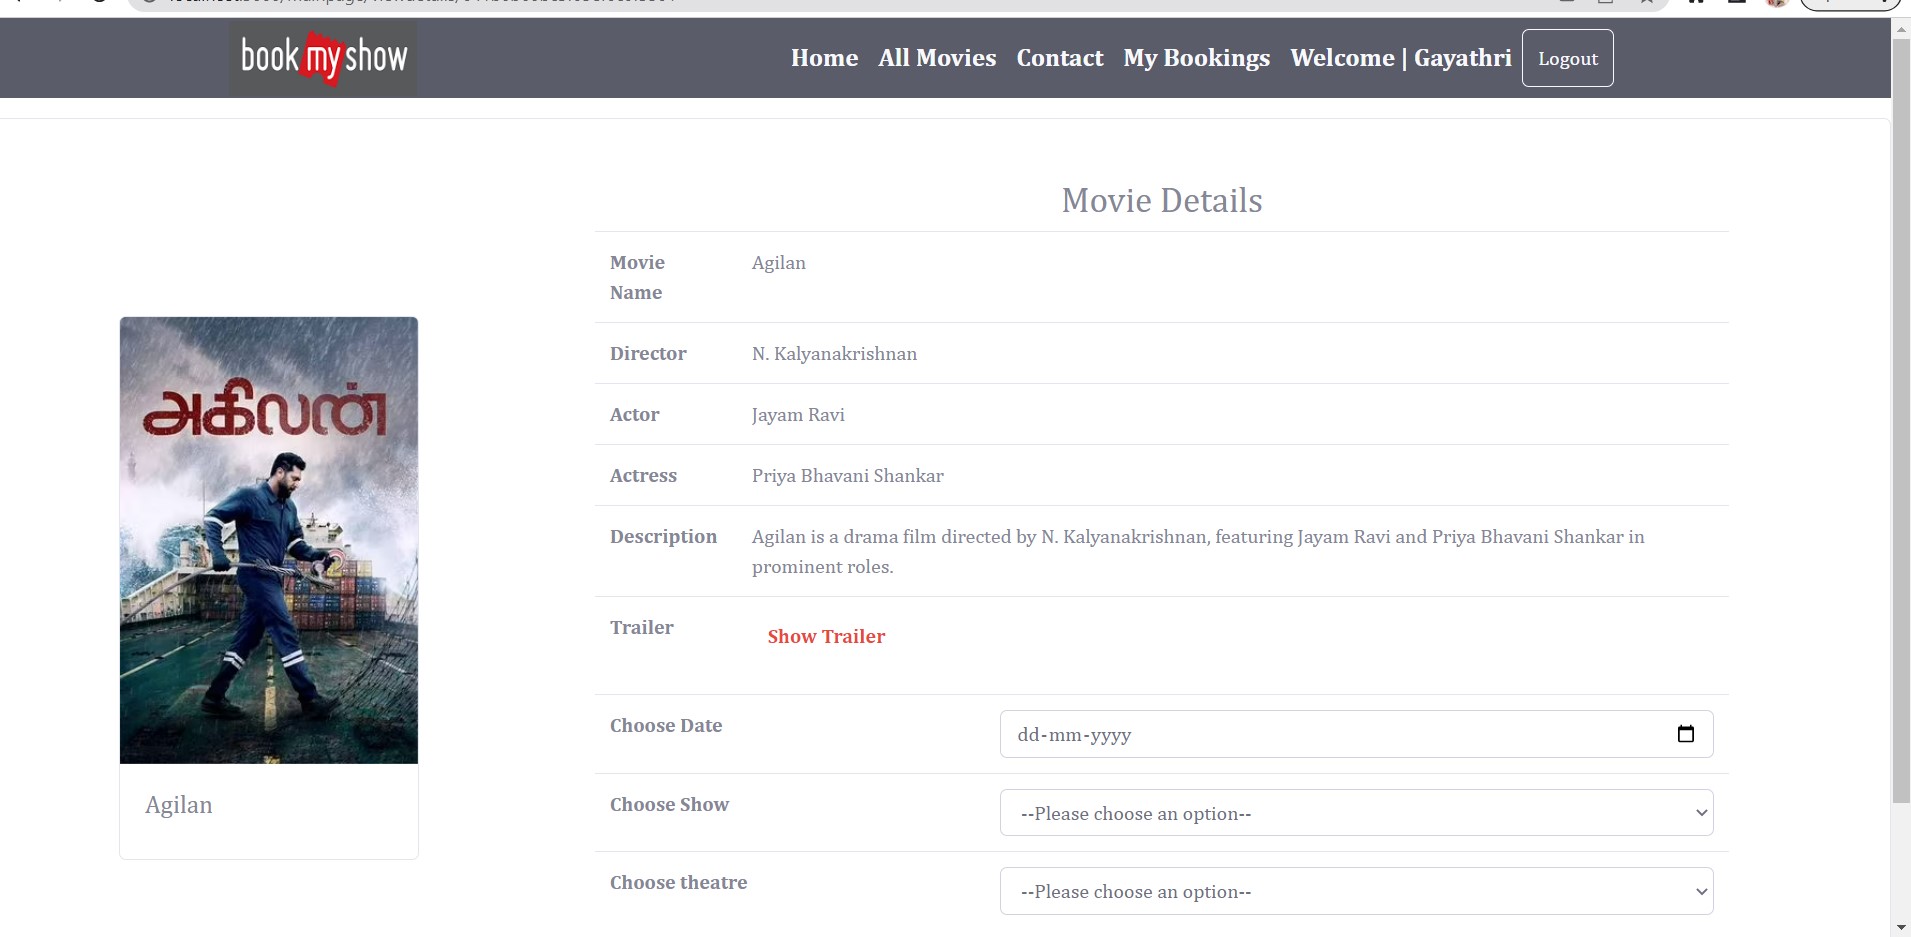 bookmyshow
Home All Movies Contact My Bookings Welcome | Gayathri Logout
Movie Details
Movie Name Agilan
Director N. Kalyanakrishnan
Actor Jayam Ravi
Actress Priya Bhavani Shankar
Description Agilan is a drama film directed by N. Kalyanakrishnan, featuring Jayam Ravi and Priya Bhavani Shankar in
prominent roles.
Trailer Show Trailer
Choose Date dd-mm-yyyy
Choose Show --Please choose an option--
Choose theatre --Please choose an option--
அகிலன்
Agilan